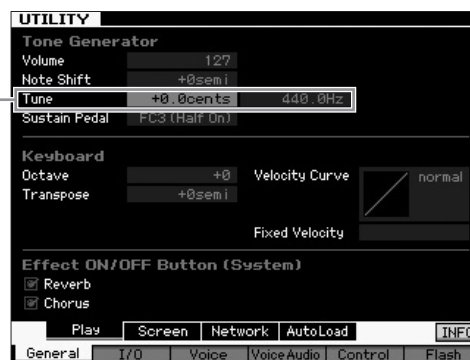 UTILITY
Tone Generator
Volume 127
Note Shift +0semi
Tune +0.0cents 440.0Hz
Sustain Pedal FC3(Half On)
Keyboard
Octave +0 Velocity Curve normal
Transpose +0semi
Fixed Velocity
Effect ON/OFF Button (System)
Reverb
Chorus
Play Screen Network AutoLoad INFO
General I/O Voice VoiceAudio Control Flash